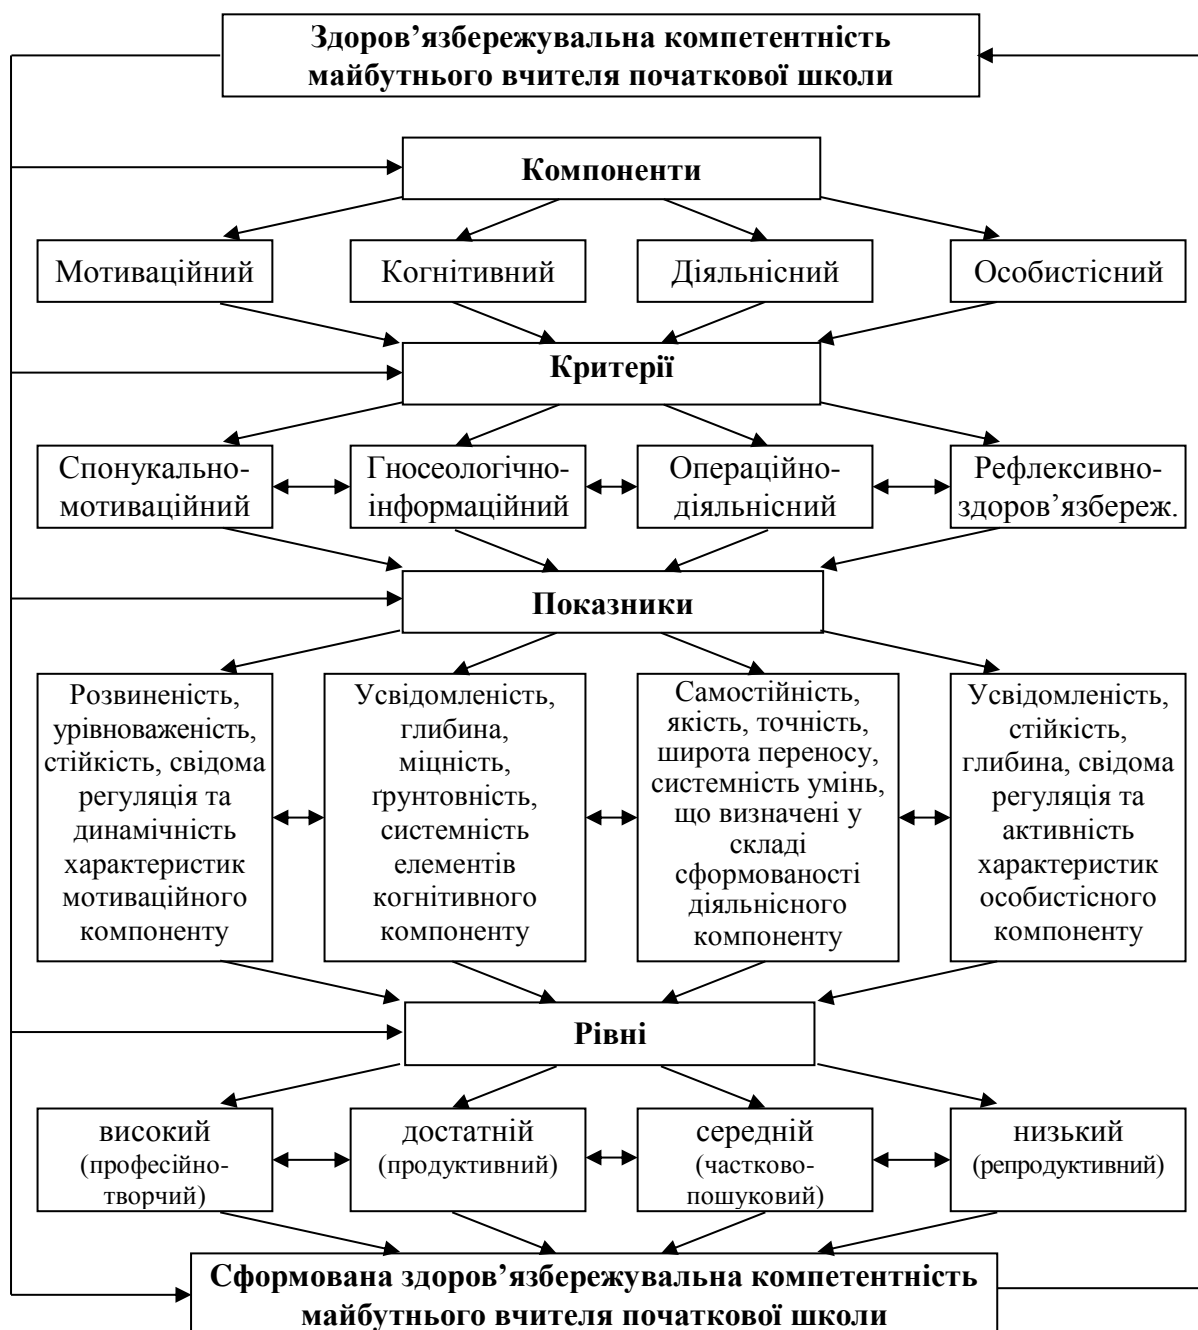 Здоров’язбережувальна компетентність
майбутнього вчителя початкової школи
Компоненти
Мотиваційний
Когнітивний
Діяльнісний
Особистісний
Критерії
Спонукально-
мотиваційний
Гносеологічно-
інформаційний
Операційно-
діяльнісний
Рефлексивно-
здоров’язбереж.
Показники
Розвиненість,
урівноваженість,
стійкість, свідома
регуляція та
динамічність
характеристик
мотиваційного
компоненту
Усвідомленість,
глибина,
міцність,
ґрунтовність,
системність
елементів
когнітивного
компоненту
Самостійність,
якість, точність,
широта переносу,
системність умінь,
що визначені у
складі
сформованості
діяльнісного
компоненту
Усвідомленість,
стійкість,
глибина, свідома
регуляція та
активність
характеристик
особистісного
компоненту
Рівні
високий
(професійно-
творчий)
достатній
(продуктивний)
середній
(частково-
пошуковий)
низький
(репродуктивний)
Сформована здоров’язбережувальна компетентність
майбутнього вчителя початкової школи